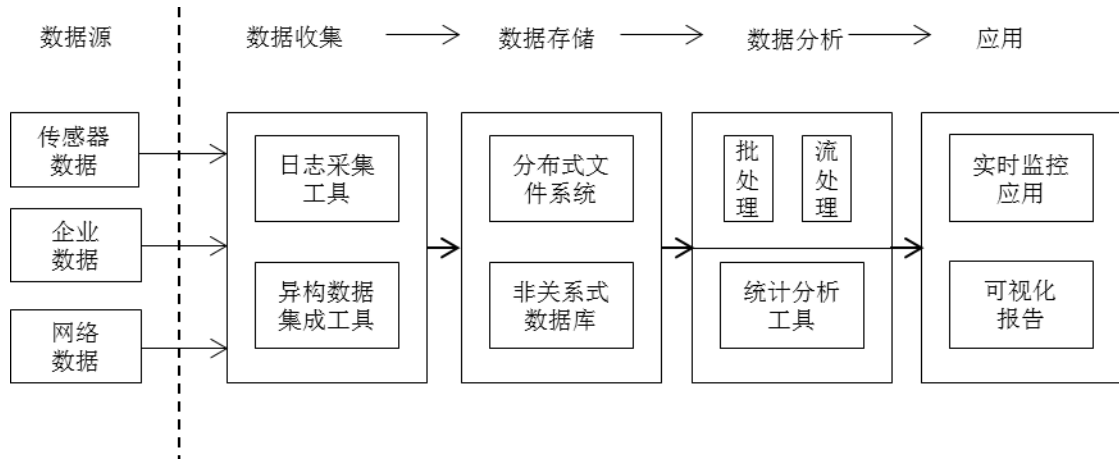 数据源
数据收集
数据存储
数据分析
应用
传感器
数据
企业
数据
网络
数据
日志采集
工具
异构数据
集成工具
分布式文
件系统
非关系式
数据库
批
处
理
流
处
理
统计分析
工具
实时监控
应用
可视化
报告